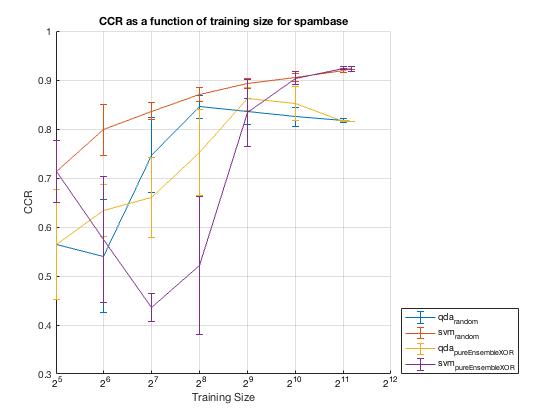 CCR as a function of training size for spambase
1
0.9
0.8
0.7
0.6
0.5
0.4
0.3
CCR
2^5 2^6 2^7 2^8 2^9 2^10 2^11 2^12
Training Size
qda_random
svm_random
qda_pureEnsembleXOR
svm_pureEnsembleXOR